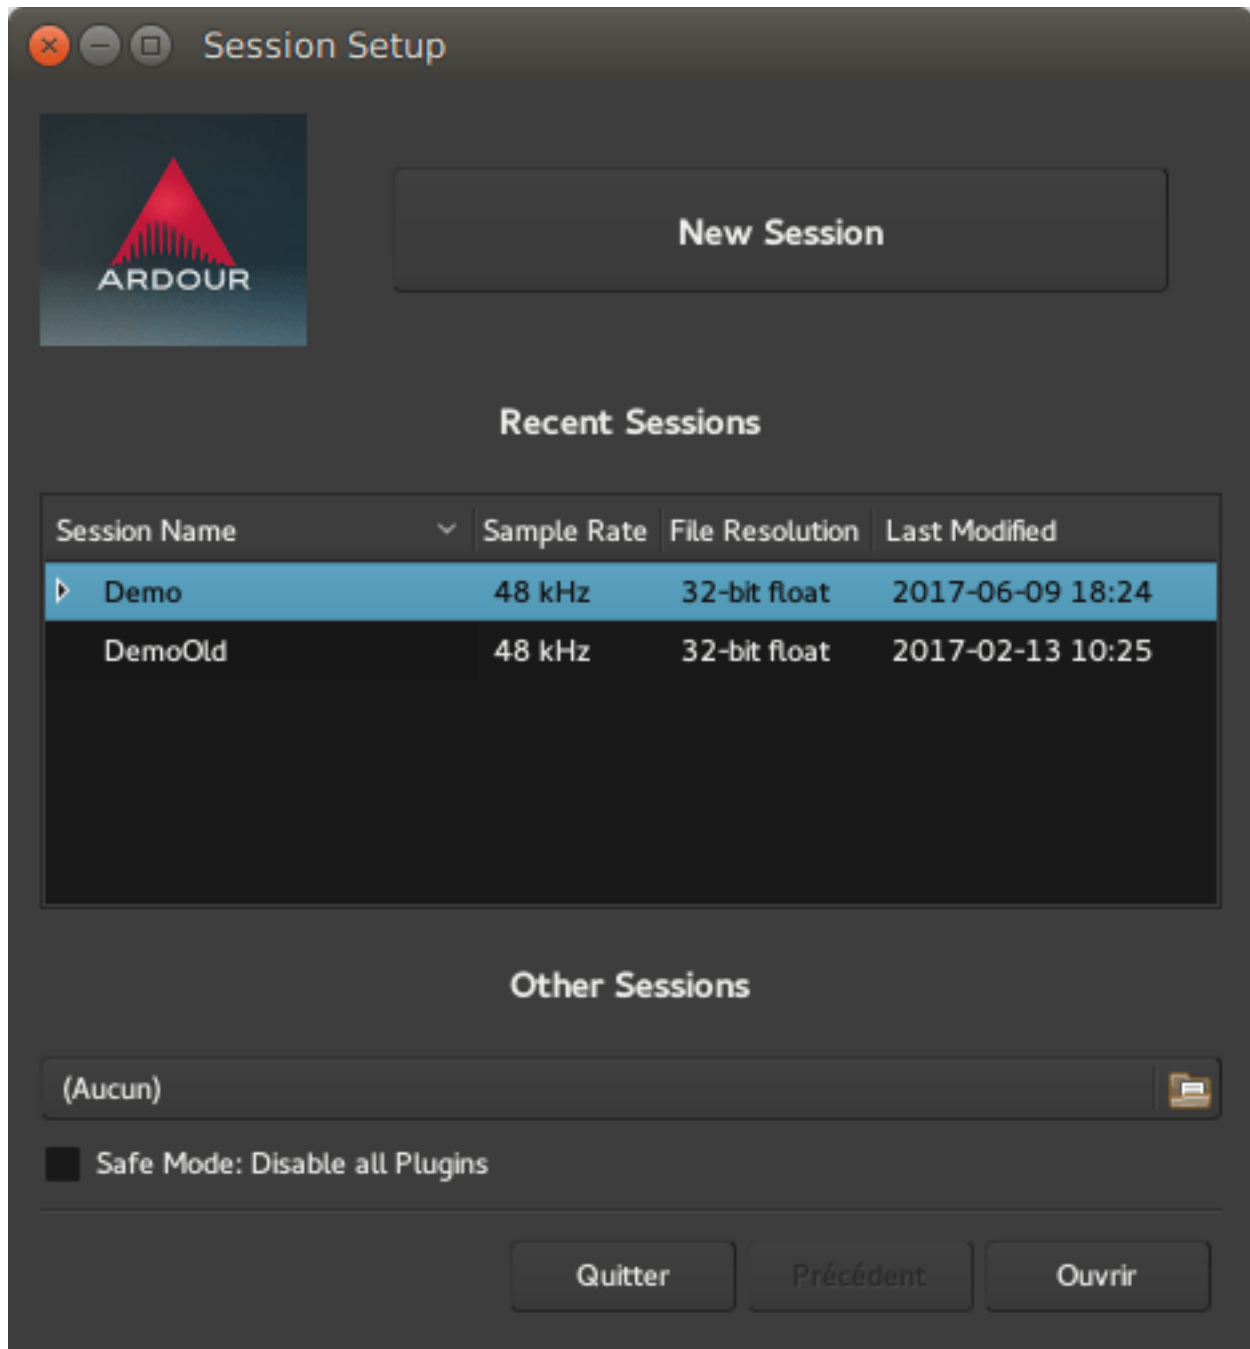 Session Setup
ARDOUR
New Session
Recent Sessions
Session Name Sample Rate File Resolution Last Modified
Demo 48 kHz 32-bit float 2017-06-09 18:24
DemoOld 48 kHz 32-bit float 2017-02-13 10:25
Other Sessions
(Aucun)
Safe Mode: Disable all Plugins
Quitter Précédent Ouvrir